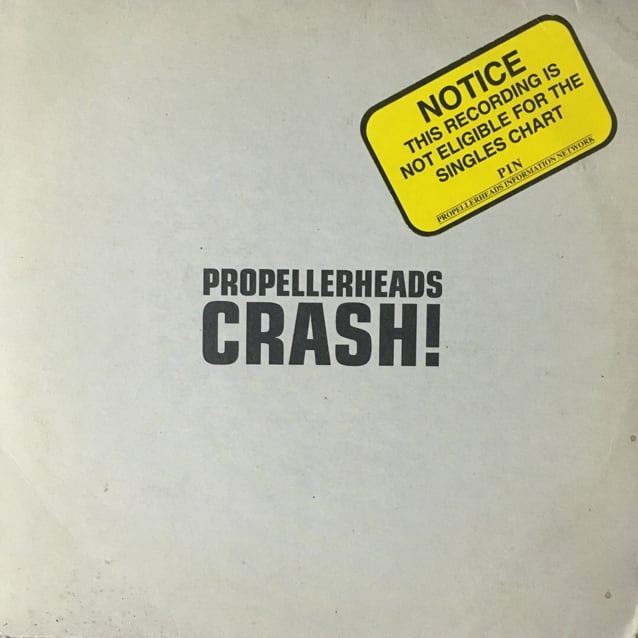 NOTICE
THIS RECORDING IS
NOT ELIGIBLE FOR THE
SINGLES CHART
PIN
PROPELLERHEADS INFORMATION NETWORK
PROPELLERHEADS
CRASH!